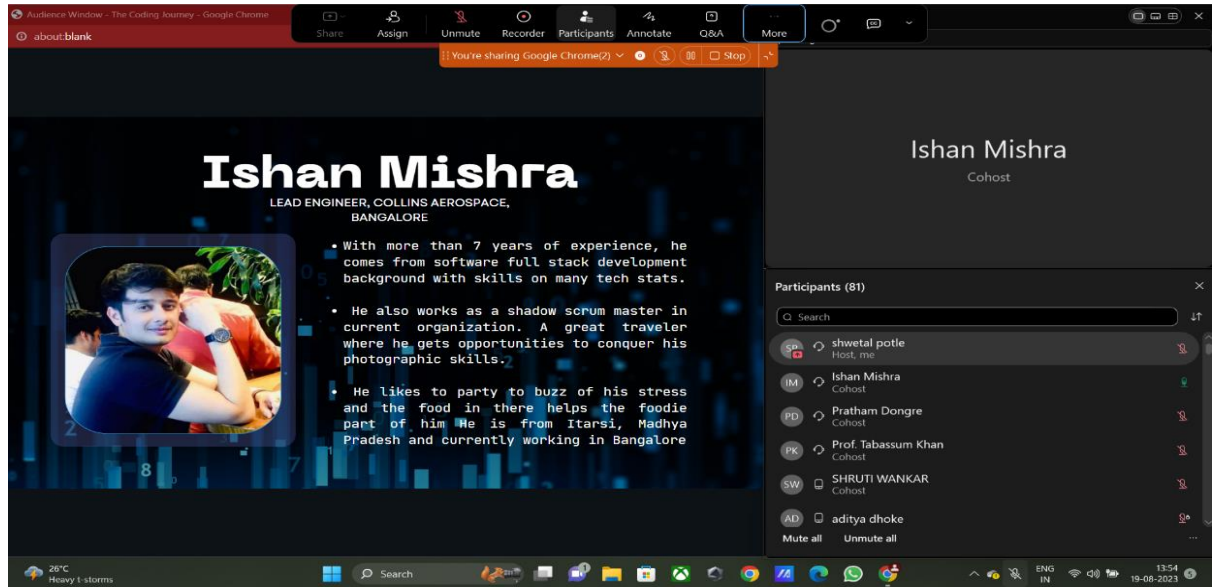 Audience Window - The Coding Journey - Google Chrome
about:blank
Share
Assign
Unmute
Recorder
Participants
Annotate
Q&A
More
You're sharing Google Chrome(2)
Stop
Ishan Mishra
LEAD ENGINEER, COLLINS AEROSPACE,
BANGALORE
• With more than 7 years of experience, he
comes from software full stack development
background with skills on many tech stats.
• He also works as a shadow scrum master in
current organization. A great traveler
where he gets opportunities to conquer his
photographic skills.
• He likes to party to buzz of his stress
and the food in there helps the foodie
part of him He is from Itarsi, Madhya
Pradesh and currently working in Bangalore
Ishan Mishra
Cohost
Participants (81)
Search
SP
shwetal potle
Host, me
IM
Ishan Mishra
Cohost
PD
Pratham Dongre
Cohost
PK
Prof. Tabassum Khan
Cohost
SW
SHRUTI WANKAR
Cohost
AD
aditya dhoke
Mute all
Unmute all
26°C
Heavy t-storms
Search
ENG
IN
13:54
19-08-2023